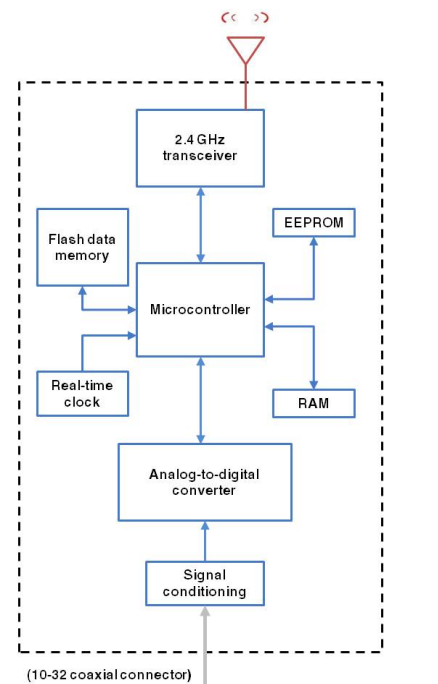 2.4 GHz
transceiver
Flash data
memory
EEPROM
Microcontroller
Real-time
clock
RAM
Analog-to-digital
converter
Signal
conditioning
(10-32 coaxial connector)